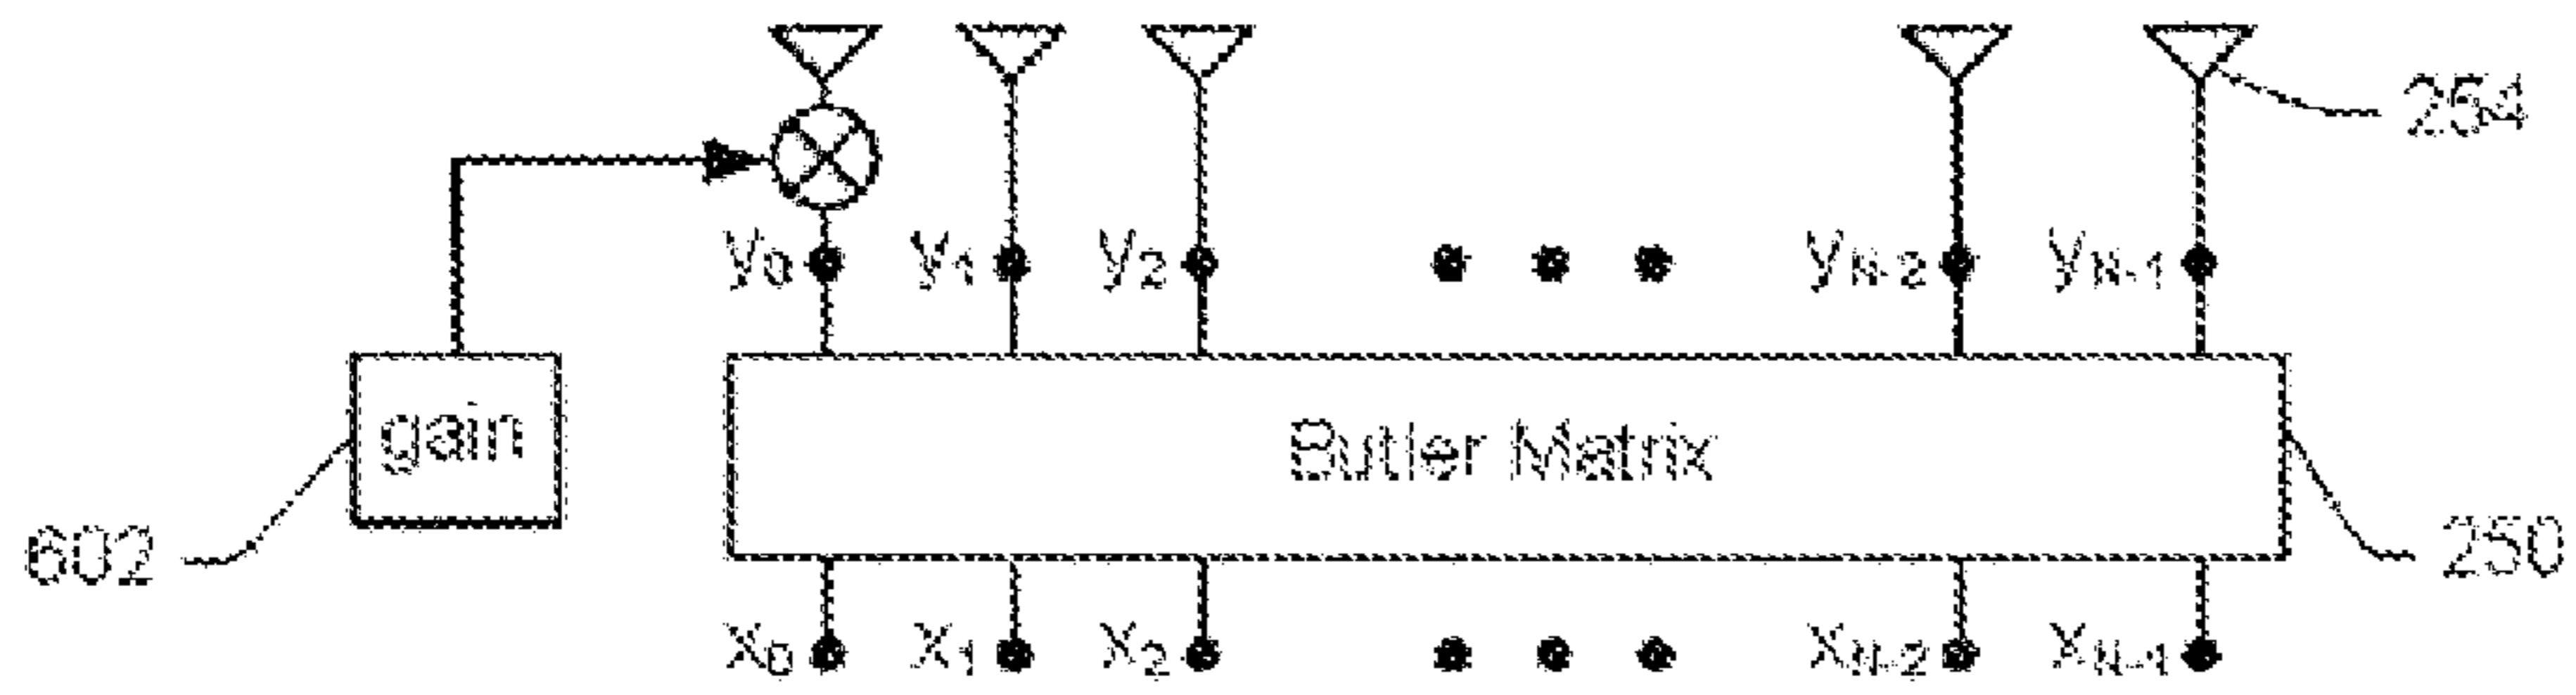 254
y0 y1 y2 yN-2 yN-1
gain
Butler Matrix
602
250
x0 x1 x2 xN-2 xN-1